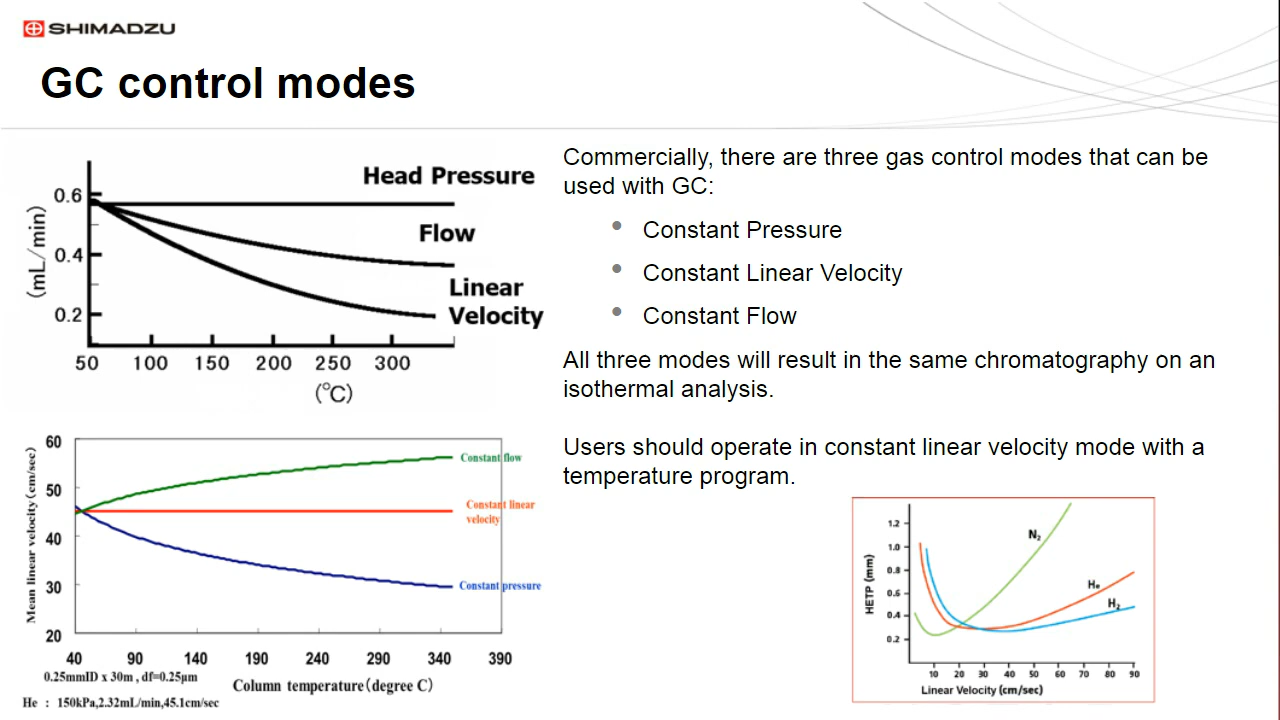 SHIMADZU
GC control modes
Head Pressure
Flow
Linear
Velocity
(mL/min)
0.6
0.4
0.2
50 100 150 200 250 300
(℃)
Commercially, there are three gas control modes that can be
used with GC:
• Constant Pressure
• Constant Linear Velocity
• Constant Flow
All three modes will result in the same chromatography on an
isothermal analysis.
Users should operate in constant linear velocity mode with a
temperature program.
Mean linear velocity(cm/sec)
60
50
40
30
20
Constant flow
Constant linear
velocity
Constant pressure
40 90 140 190 240 290 340 390
0.25mmID x 30m , df=0.25μm
Column temperature(degree C)
He : 150kPa,2.32mL/min,45.1cm/sec
HETP (mm)
1.2
1.0
0.8
0.6
0.4
0.2
N2
He
H2
10 20 30 40 50 60 70 80 90
Linear Velocity (cm/sec)